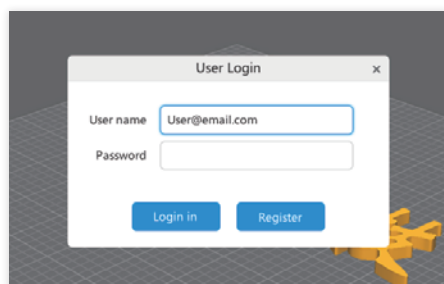 User Login
×
User name User@email.com
Password
Login in Register